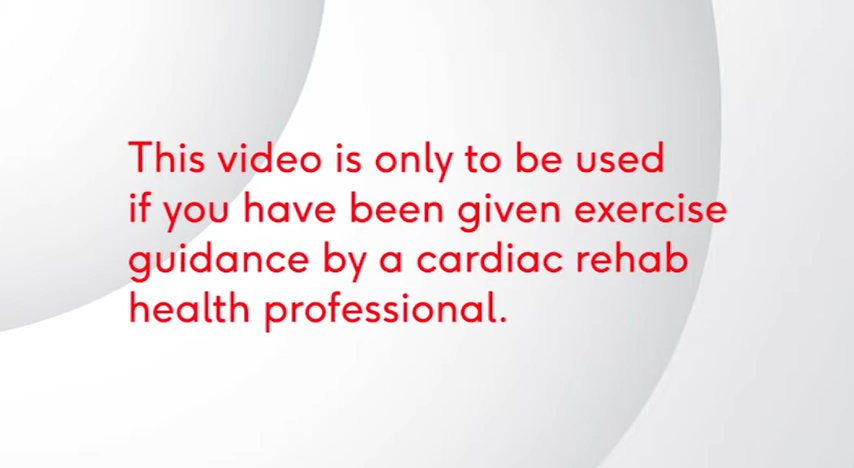 This video is only to be used
if you have been given exercise
guidance by a cardiac rehab
health professional.